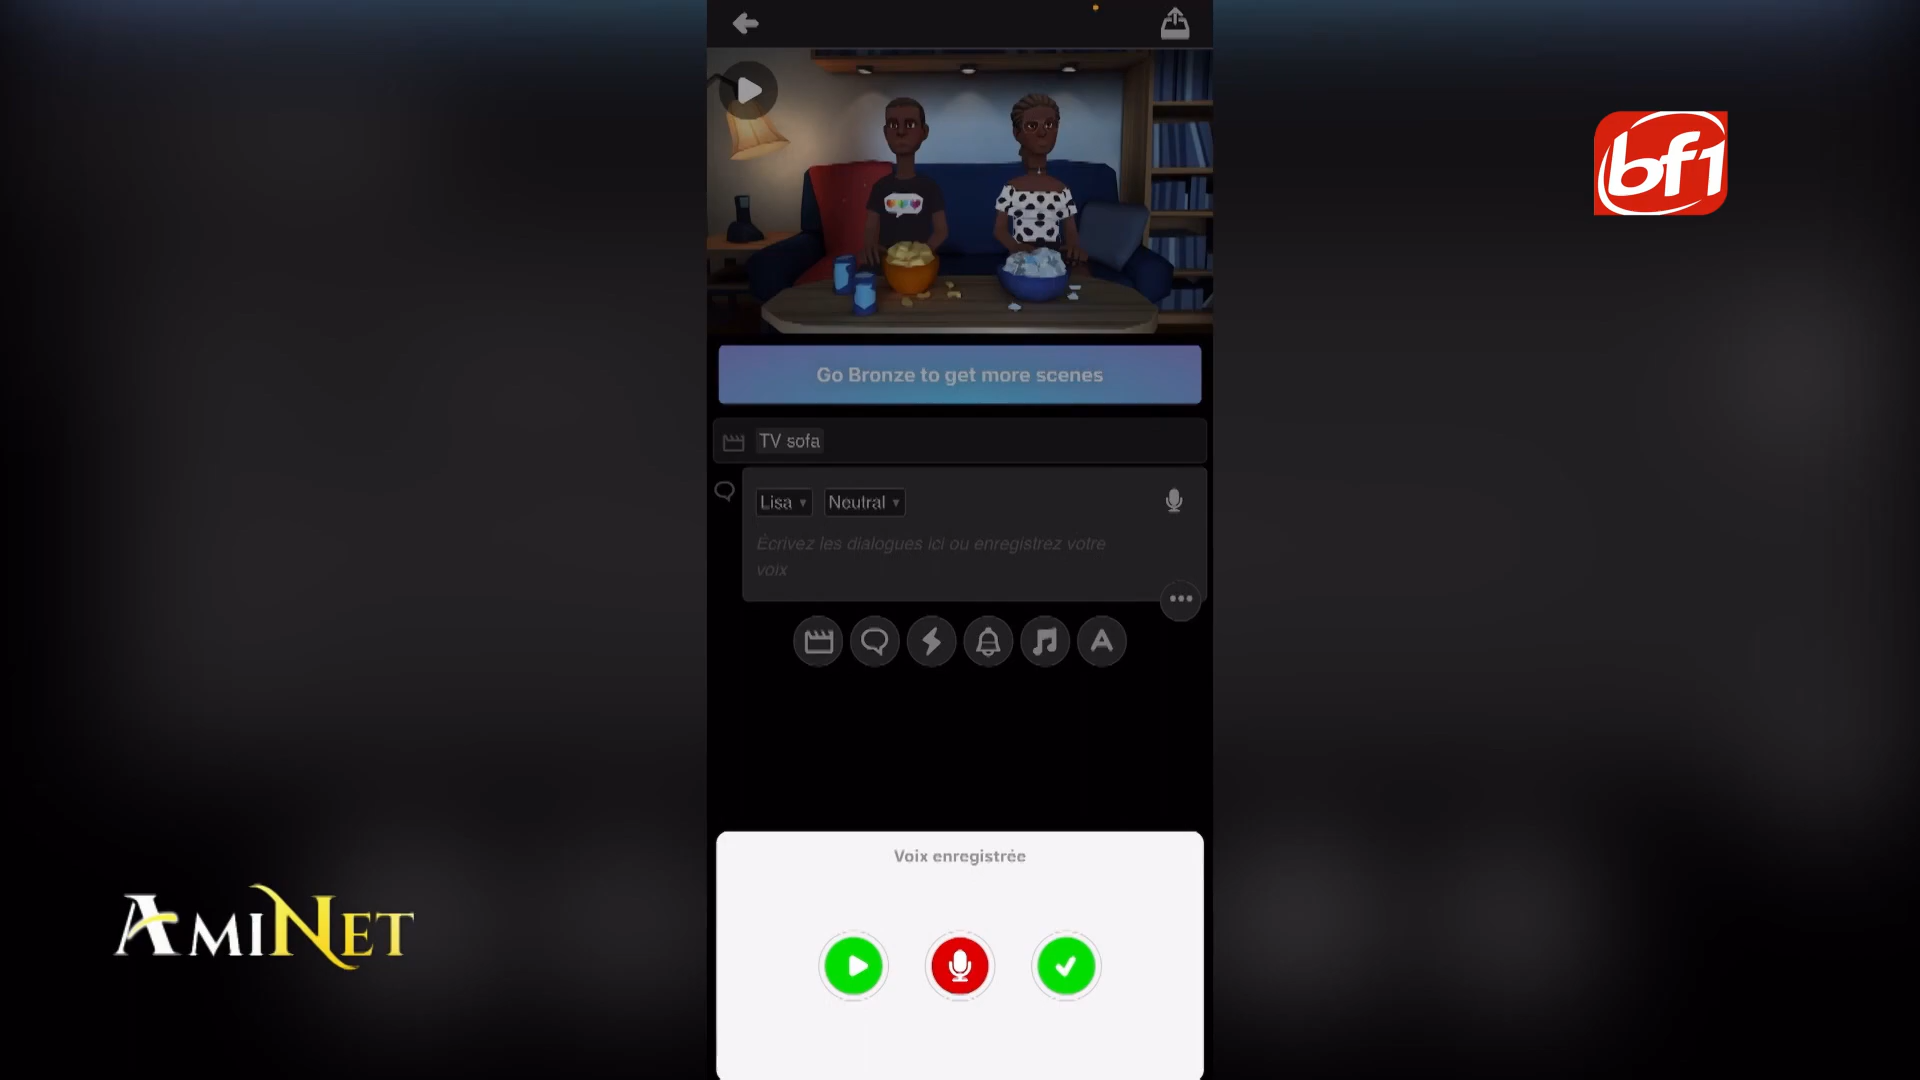 bf1
Go Bronze to get more scenes
TV sofa
Lisa Neutral
Écrivez les dialogues ici ou enregistrez votre
voix
Voix enregistrée
AMINET